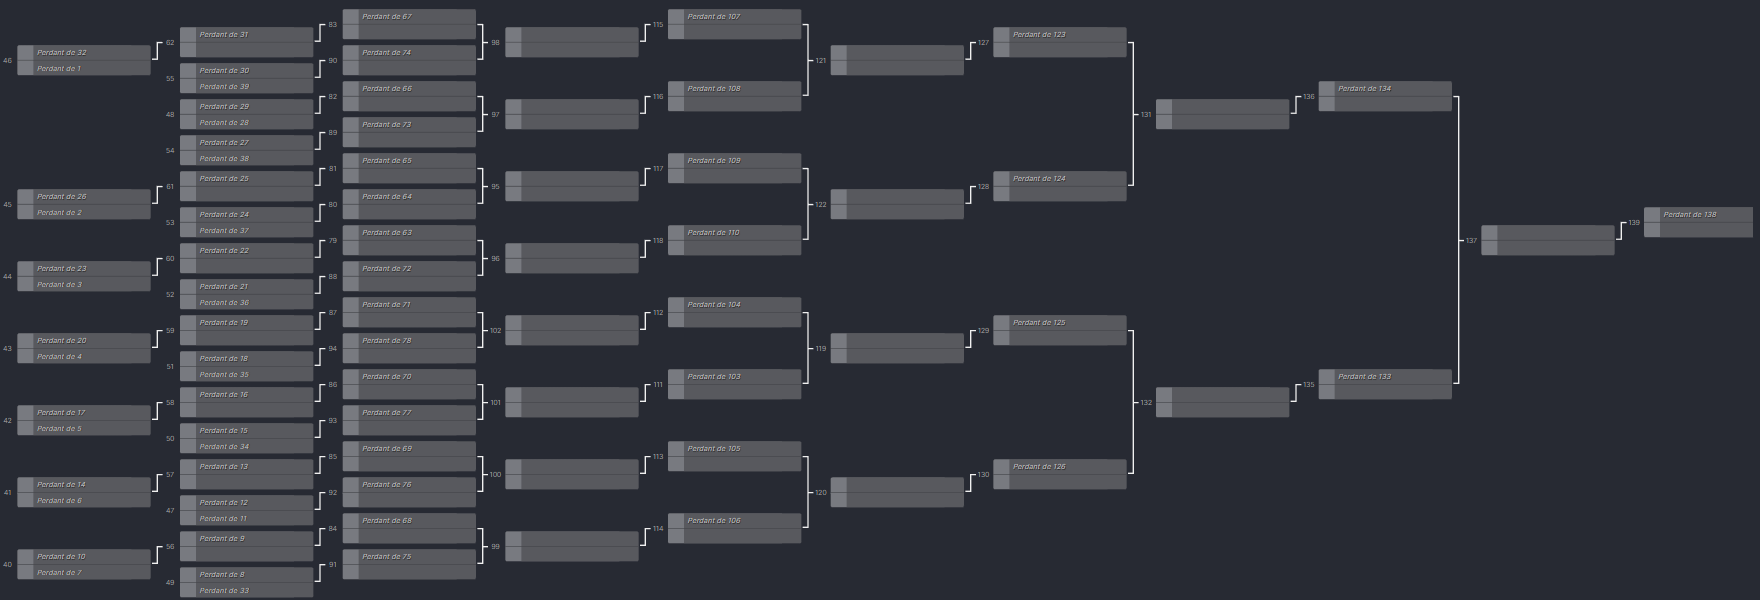 46
Perdant de 32
Perdant de 1
45
Perdant de 26
Perdant de 2
44
Perdant de 23
Perdant de 3
43
Perdant de 20
Perdant de 4
42
Perdant de 17
Perdant de 5
41
Perdant de 14
Perdant de 6
40
Perdant de 10
Perdant de 7
62
Perdant de 31
55
Perdant de 30
Perdant de 39
48
Perdant de 29
Perdant de 28
54
Perdant de 27
Perdant de 38
61
Perdant de 25
53
Perdant de 24
Perdant de 37
60
Perdant de 22
52
Perdant de 21
Perdant de 36
59
Perdant de 19
51
Perdant de 18
Perdant de 35
58
Perdant de 16
50
Perdant de 15
Perdant de 34
57
Perdant de 13
47
Perdant de 12
Perdant de 11
56
Perdant de 9
49
Perdant de 8
Perdant de 33
83
Perdant de 67
90
Perdant de 74
82
Perdant de 66
89
Perdant de 73
81
Perdant de 65
80
Perdant de 64
79
Perdant de 63
88
Perdant de 72
87
Perdant de 71
94
Perdant de 78
86
Perdant de 70
93
Perdant de 77
85
Perdant de 69
92
Perdant de 76
84
Perdant de 68
91
Perdant de 75
98
97
95
96
102
101
100
99
115
Perdant de 107
116
Perdant de 108
117
Perdant de 109
118
Perdant de 110
112
Perdant de 104
111
Perdant de 103
113
Perdant de 105
114
Perdant de 106
121
122
119
120
127
Perdant de 123
128
Perdant de 124
129
Perdant de 125
130
Perdant de 126
131
132
136
Perdant de 134
135
Perdant de 133
137
139
Perdant de 138